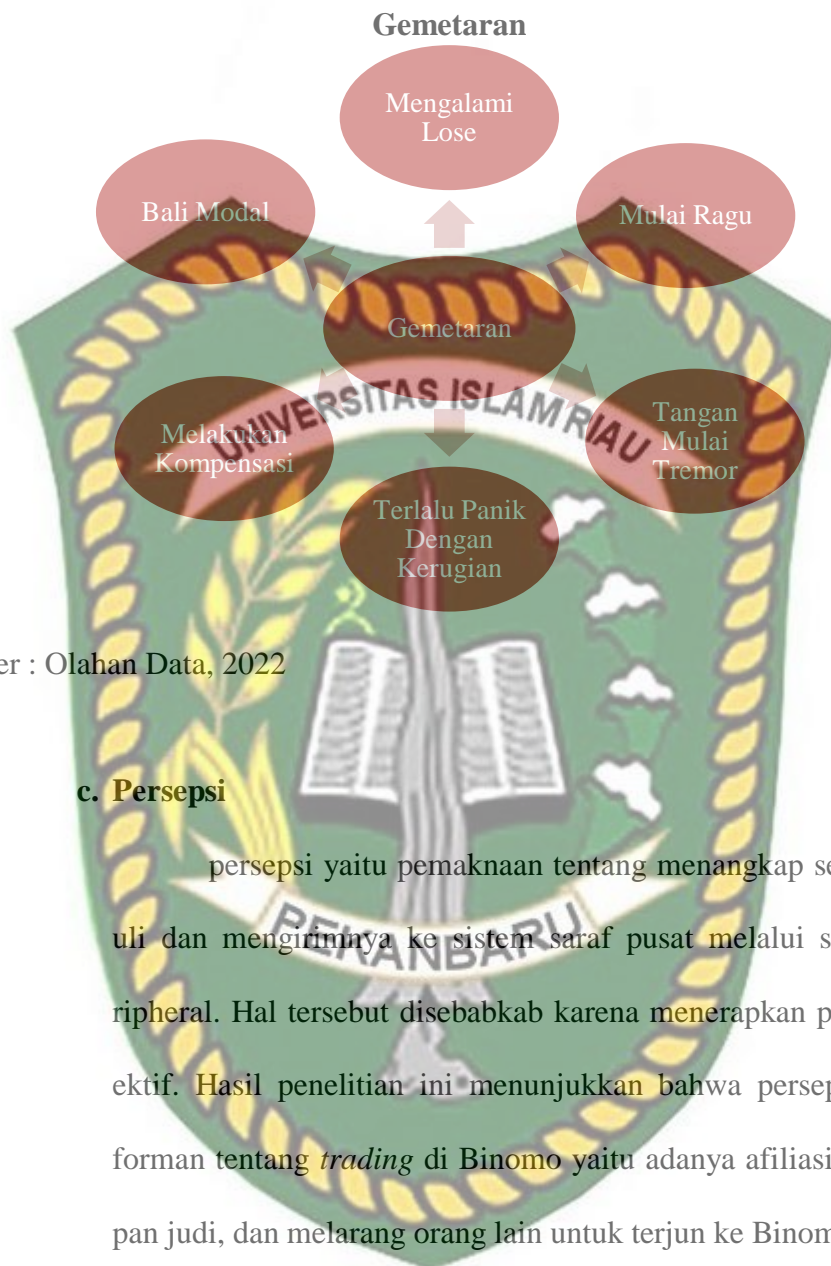 Gemetaran
Mengalami
Lose
Bali Modal
Mulai Ragu
Gemetaran
UNIVERSITAS ISLAM RIAU
Melakukan
Kompensasi
Tangan
Mulai
Tremor
Terlalu Panik
Dengan
Kerugian
er : Olahan Data, 2022
c. Persepsi
persepsi yaitu pemaknaan tentang menangkap se
uli dan mengirimnya ke sistem saraf pusat melalui s
PEKANBARU
ripheral. Hal tersebut disebabkab karena menerapkan p
ektif. Hasil penelitian ini menunjukkan bahwa persep
forman tentang trading di Binomo yaitu adanya afiliasi
pan judi, dan melarang orang lain untuk terjun ke Binom